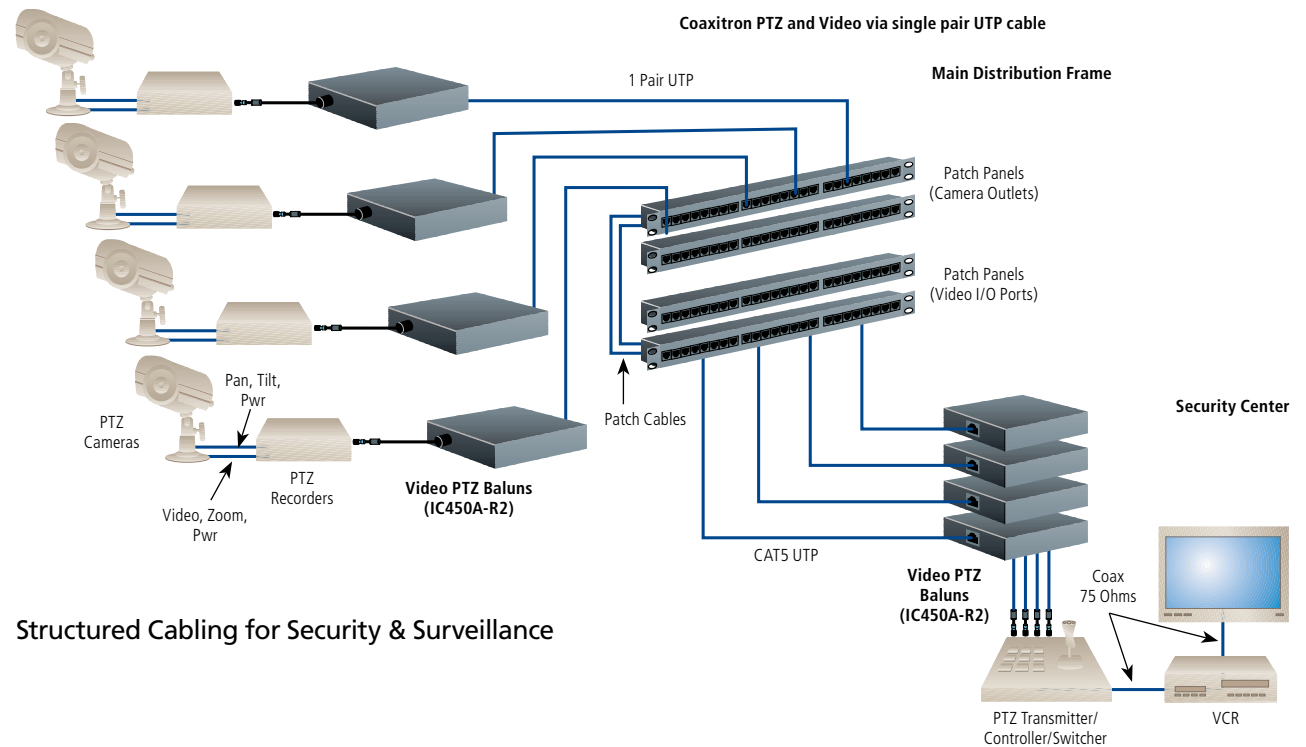 Coaxitron PTZ and Video via single pair UTP cable
Main Distribution Frame
1 Pair UTP
Patch Panels
(Camera Outlets)
Patch Panels
(Video I/O Ports)
Patch Cables
Pan, Tilt,
Pwr
PTZ
Cameras
PTZ
Recorders
Video, Zoom,
Pwr
Video PTZ Baluns
(IC450A-R2)
Security Center
CAT5 UTP
Video PTZ
Baluns
(IC450A-R2)
Coax
75 Ohms
Structured Cabling for Security & Surveillance
PTZ Transmitter/
Controller/Switcher
VCR